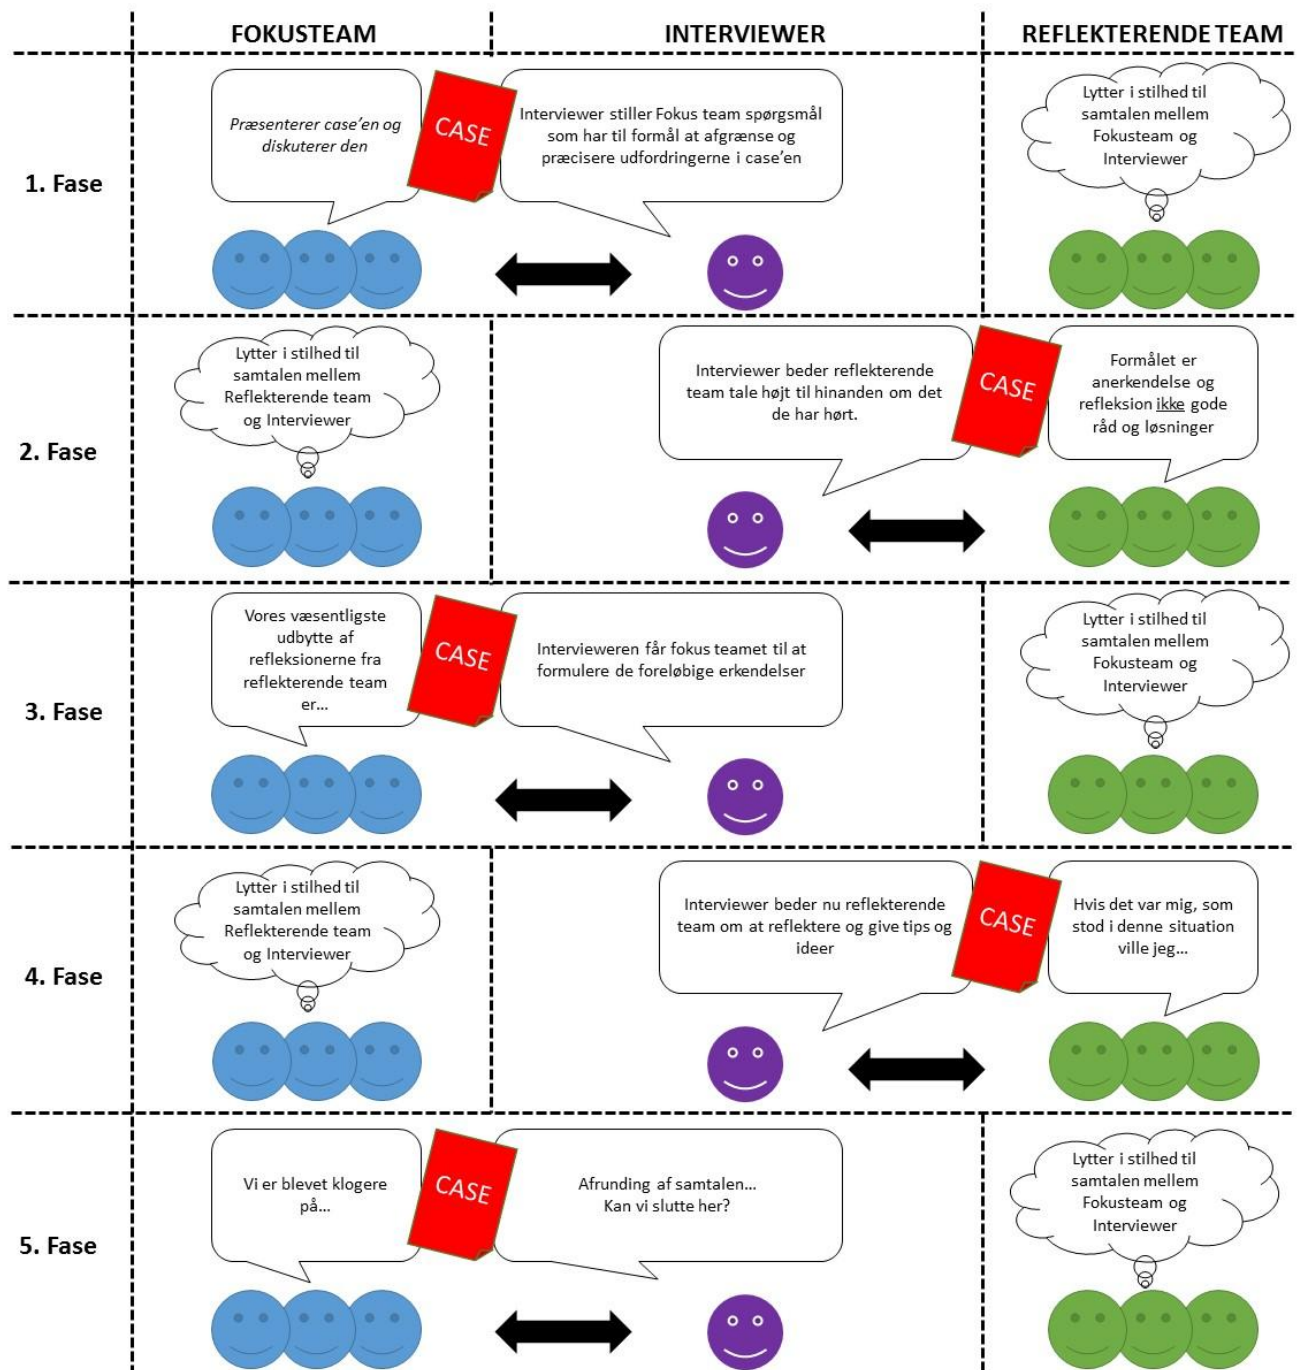 FOKUSTEAM
INTERVIEWER
REFLEKTERENDE TEAM
1. Fase
Præsenterer case'en og
diskuterer den
CASE
Interviewer stiller Fokus team spørgsmål
som har til formål at afgrænse og
præcisere udfordringerne i case'en
Lytter i stilhed til
samtalen mellem
Fokusteam og
Interviewer
2. Fase
Lytter i stilhed til
samtalen mellem
Reflekterende team
og Interviewer
Interviewer beder reflekterende
team tale højt til hinanden om det
de har hørt.
CASE
Formålet er
anerkendelse og
refleksion ikke gode
råd og løsninger
3. Fase
Vores væsentligste
udbytte af
refleksionerne fra
reflekterende team
er...
CASE
Intervieweren får fokus teamet til at
formulere de foreløbige erkendelser
Lytter i stilhed til
samtalen mellem
Fokusteam og
Interviewer
4. Fase
Lytter i stilhed til
samtalen mellem
Reflekterende team
og Interviewer
Interviewer beder nu reflekterende
team om at reflektere og give tips og
ideer
CASE
Hvis det var mig, som
stod i denne situation
ville jeg...
5. Fase
Vi er blevet klogere
på...
CASE
Afrunding af samtalen...
Kan vi slutte her?
Lytter i stilhed til
samtalen mellem
Fokusteam og
Interviewer